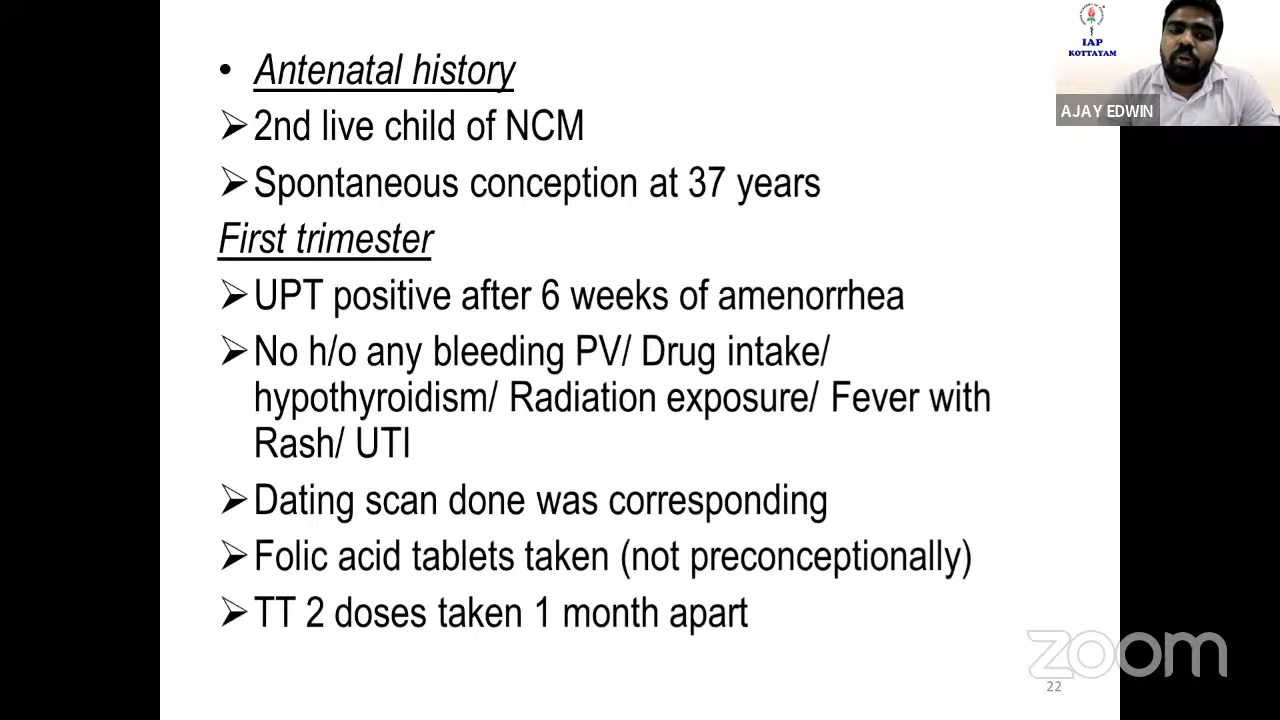 • Antenatal history
➢ 2nd live child of NCM
➢ Spontaneous conception at 37 years
First trimester
➢ UPT positive after 6 weeks of amenorrhea
➢ No h/o any bleeding PV/ Drug intake/
hypothyroidism/ Radiation exposure/ Fever with
Rash/ UTI
➢ Dating scan done was corresponding
➢ Folic acid tablets taken (not preconceptionally)
➢ TT 2 doses taken 1 month apart
IAP
KOTTAYAM
AJAY EDWIN
zoom
22